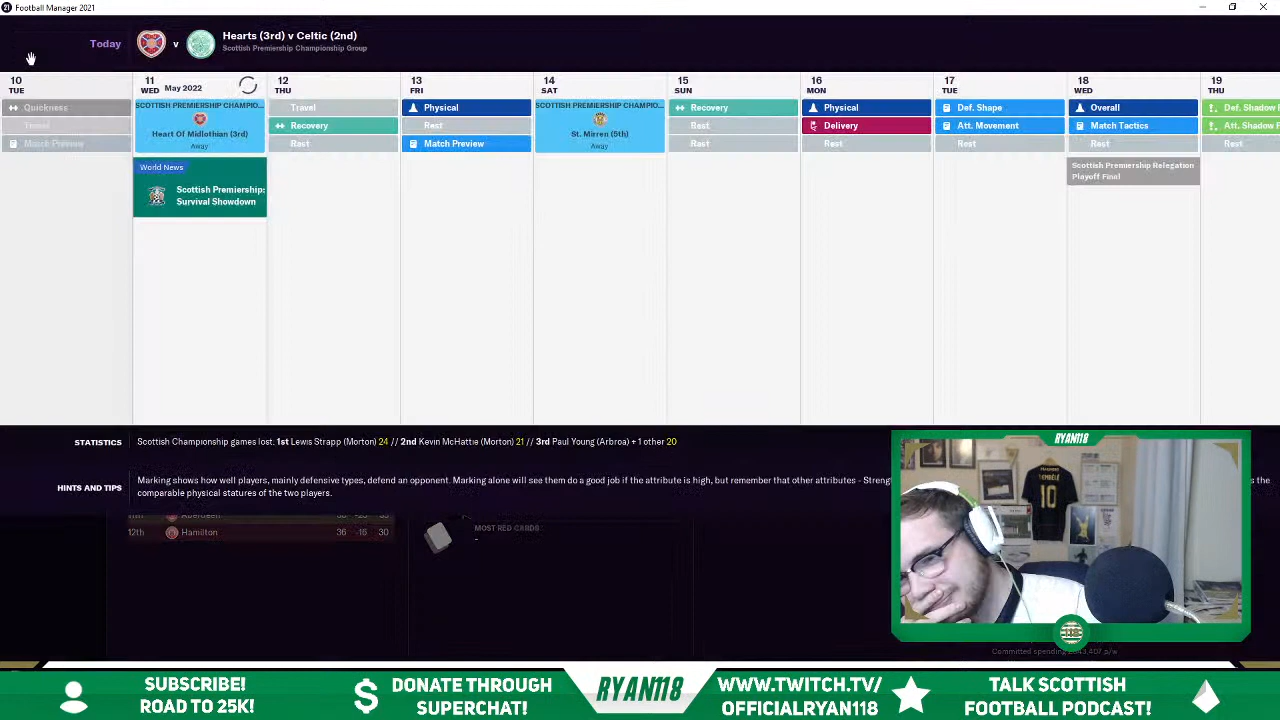 Football Manager 2021
Today
v
Hearts (3rd) v Celtic (2nd)
Scottish Premiership Championship Group
10
TUE
11
WED
May 2022
12
THU
13
FRI
14
SAT
15
SUN
16
MON
17
TUE
18
WED
19
THU
Quickness
Travel
Match Preview
SCOTTISH PREMIERSHIP CHAMPIO...
Heart Of Midlothian (3rd)
Away
World News
Scottish Premiership:
Survival Showdown
Travel
Recovery
Rest
Physical
Rest
Match Preview
SCOTTISH PREMIERSHIP CHAMPIO...
St. Mirren (5th)
Away
Recovery
Rest
Rest
Physical
Delivery
Rest
Def. Shape
Att. Movement
Rest
Overall
Match Tactics
Rest
Scottish Premiership Relegation
Playoff Final
Def. Shadow
Att. Shadow
Rest
STATISTICS
Scottish Championship games lost. 1st Lewis Strapp (Morton) 24 // 2nd Kevin McHattie (Morton) 21 // 3rd Paul Young (Arbroa) + 1 other 20
HINTS AND TIPS
Marking shows how well players, mainly defensive types, defend an opponent. Marking alone will see them do a good job if the attribute is high, but remember that other attributes - Streng
s the
comparable physical statures of the two players.
Aberdeen
12th Hamilton 36 -16 30
MOST RED CARDS
-
RYAN118
10
118
SUBSCRIBE!
ROAD TO 25K!
DONATE THROUGH
SUPERCHAT!
RYAN118
WWW.TWITCH.TV/
OFFICIALRYAN118
TALK SCOTTISH
FOOTBALL PODCAST!